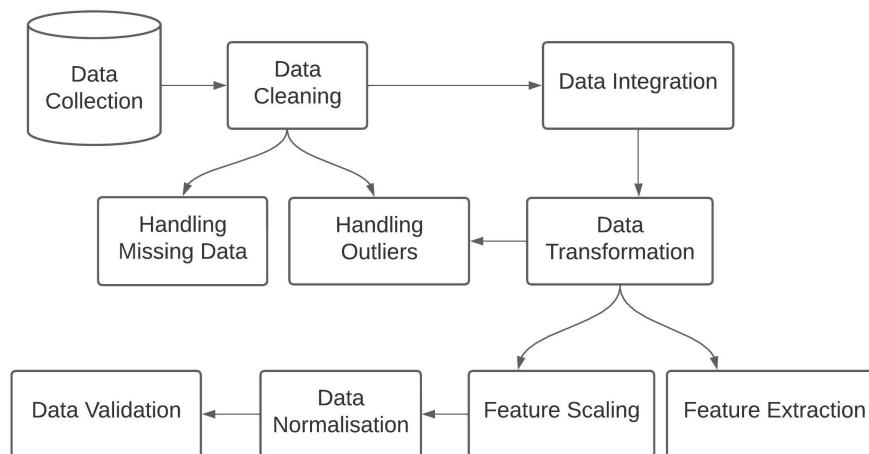 Data
Collection
Data
Cleaning
Data Integration
Handling
Missing Data
Handling
Outliers
Data
Transformation
Data Validation
Data
Normalisation
Feature Scaling
Feature Extraction